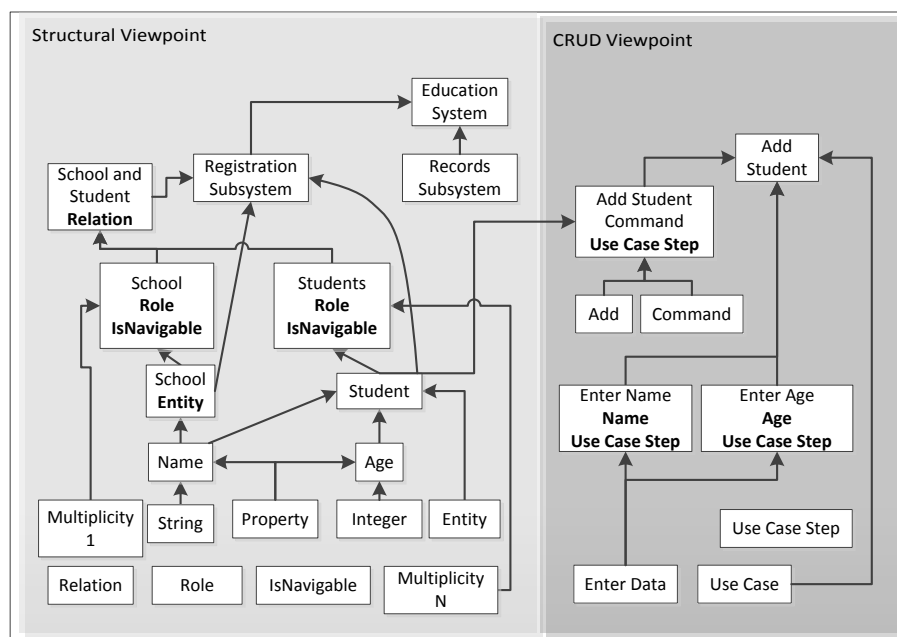 Structural Viewpoint
CRUD Viewpoint
Education
System
Add
Student
School and
Student
Relation
Registration
Subsystem
Records
Subsystem
Add Student
Command
Use Case Step
School
Role
IsNavigable
Students
Role
IsNavigable
Add
Command
School
Entity
Student
Enter Name
Name
Use Case Step
Enter Age
Age
Use Case Step
Name
Age
Multiplicity
1
String
Property
Integer
Entity
Use Case Step
Relation
Role
IsNavigable
Multiplicity
N
Enter Data
Use Case